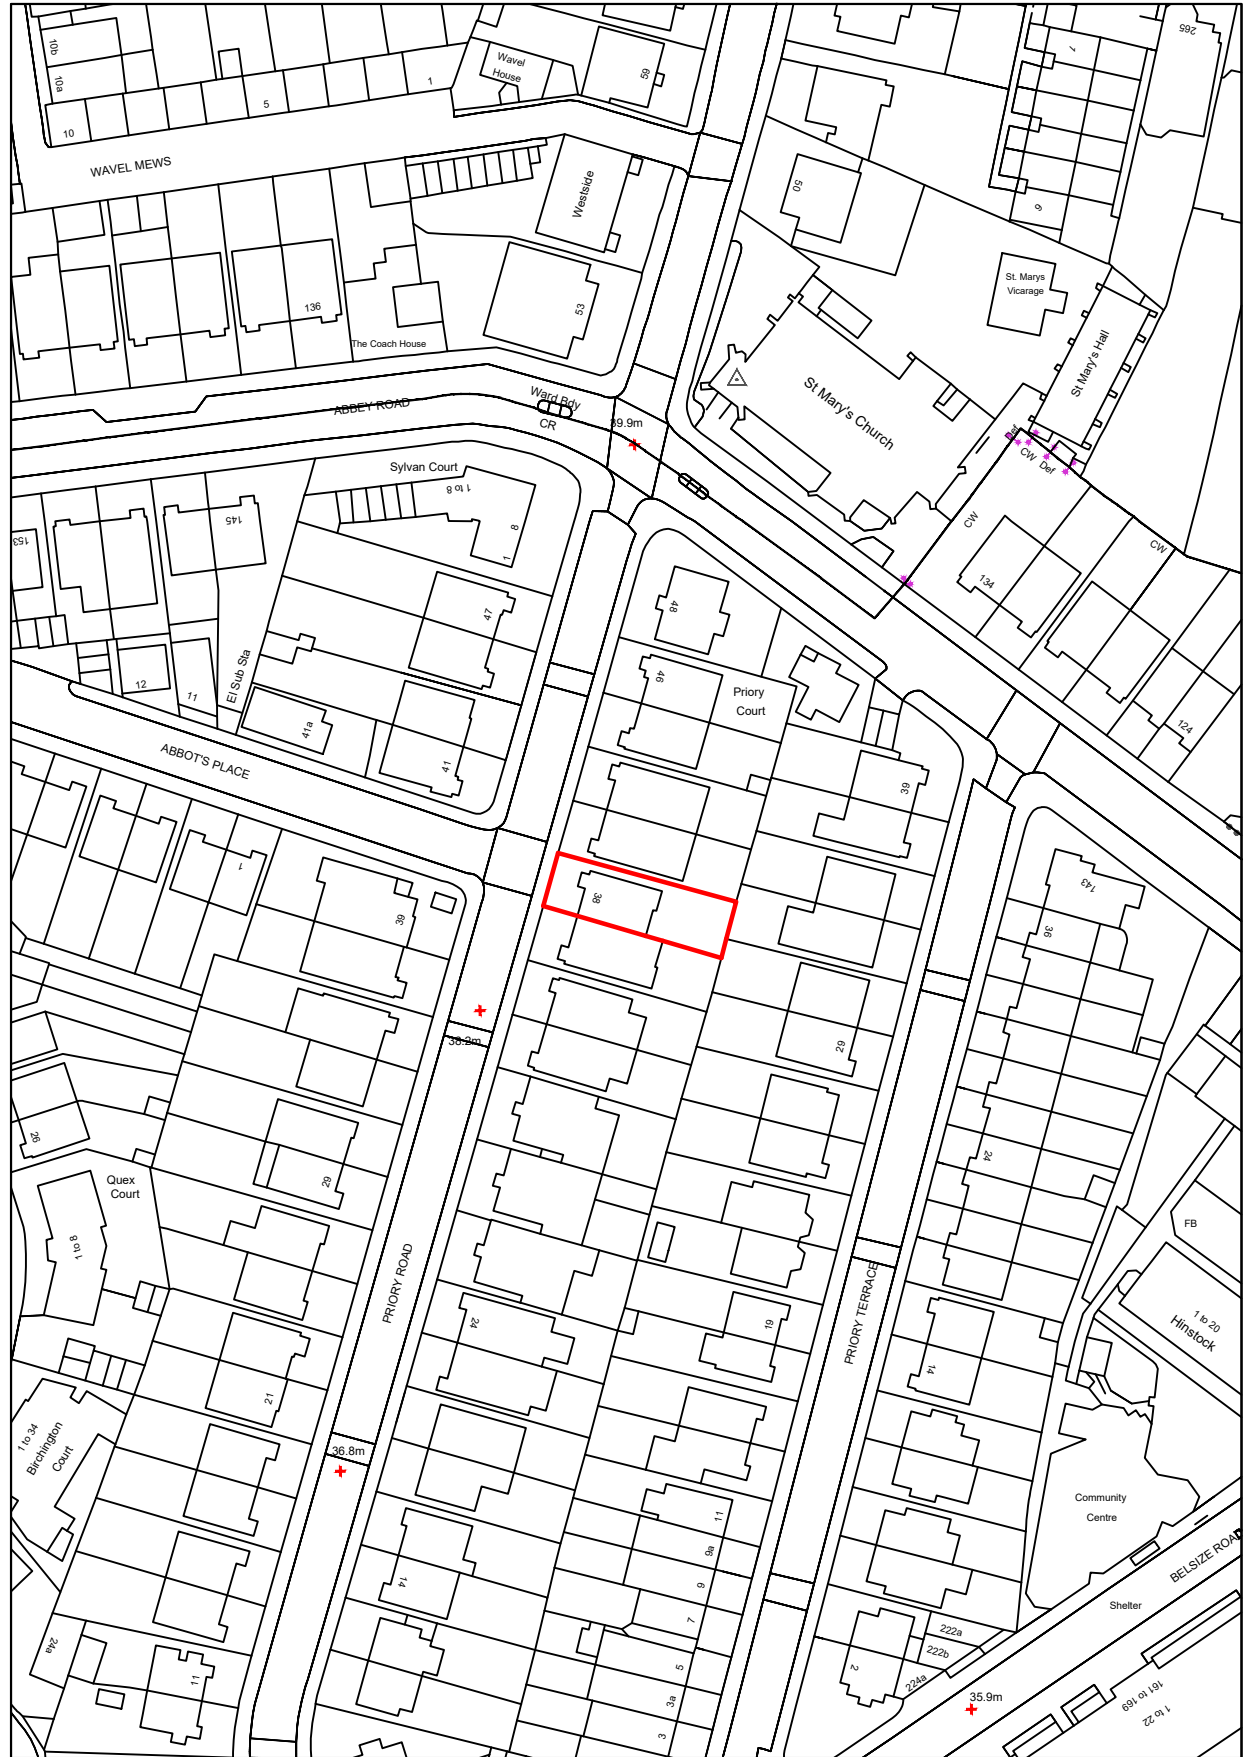 10b
10a
10
5
1
Wavel
House
59
7
265
WAVEL MEWS
Westside
50
6
136
The Coach House
53
St. Marys
Vicarage
St Mary's Hall
St Mary's Church
ABBEY ROAD
Ward Bdy
CR
39.9m
Def
CW
Def
CW
CW
Sylvan Court
1 to 8
8
1
145
153
47
48
134
46
Priory
Court
124
El Sub Sta
12
11
41a
41
39
ABBOT'S PLACE
1
39
38
143
36
38.2m
29
26
24
Quex
Court
29
1 to 8
FB
PRIORY ROAD
PRIORY TERRACE
1 to 20
Hinstock
24
19
14
21
1 to 34
Birchington
Court
36.8m
Community
Centre
11
9a
9
7
5
3a
3
14
BELSIZE ROAD
Shelter
222a
222b
224a
2
24a
11
35.9m
161 to 169
1 to 22